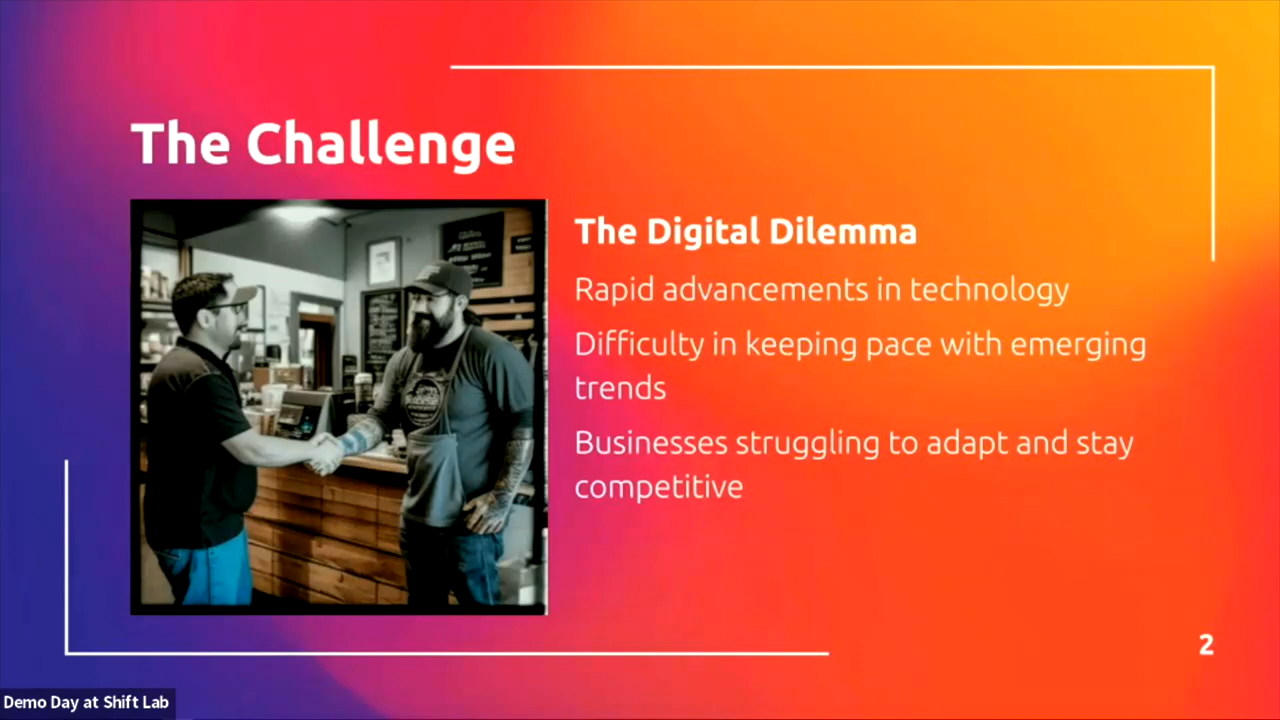 The Challenge
The Digital Dilemma
Rapid advancements in technology
Difficulty in keeping pace with emerging
trends
Businesses struggling to adapt and stay
competitive
2
Demo Day at Shift Lab